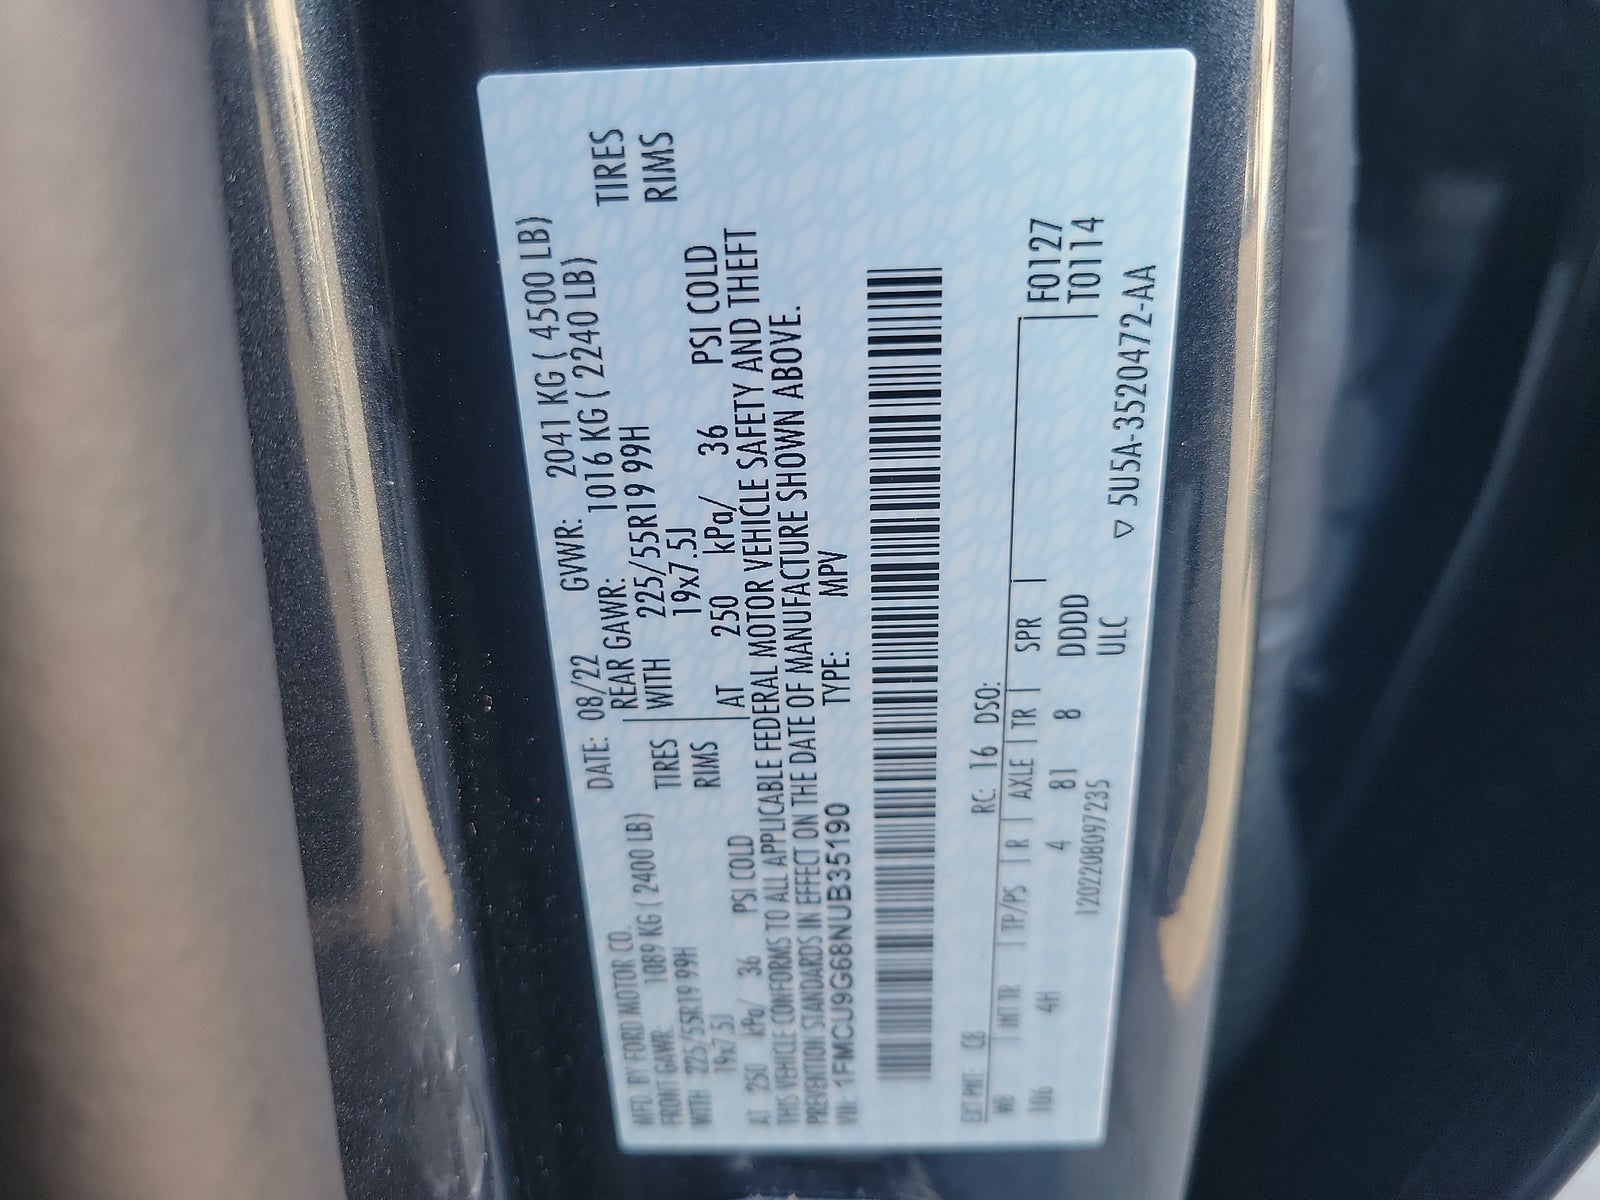 MFD. BY FORD MOTOR CO. DATE: 08/22 GVWR: 2041 KG ( 4500 LB)
FRONT GAWR: 1089 KG ( 2400 LB) REAR GAWR: 1016 KG ( 2240 LB)
WITH 225/55R19 99H TIRES WITH 225/55R19 99H TIRES
19x7.5J RIMS 19x7.5J RIMS
AT 250 kPa/ 36 PSI COLD AT 250 kPa/ 36 PSI COLD
THIS VEHICLE CONFORMS TO ALL APPLICABLE FEDERAL MOTOR VEHICLE SAFETY AND THEFT
PREVENTION STANDARDS IN EFFECT ON THE DATE OF MANUFACTURE SHOWN ABOVE.
VIN: 1FMCU9G68NUB35190 TYPE: MPV
EXT PNT: C8 RC: 16 DSO:
WB INT TR TP/PS R AXLE TR SPR F0127
106 4H 4 81 8 DDDD T0114
1202208097235 ULC ▽ 5U5A-3520472-AA